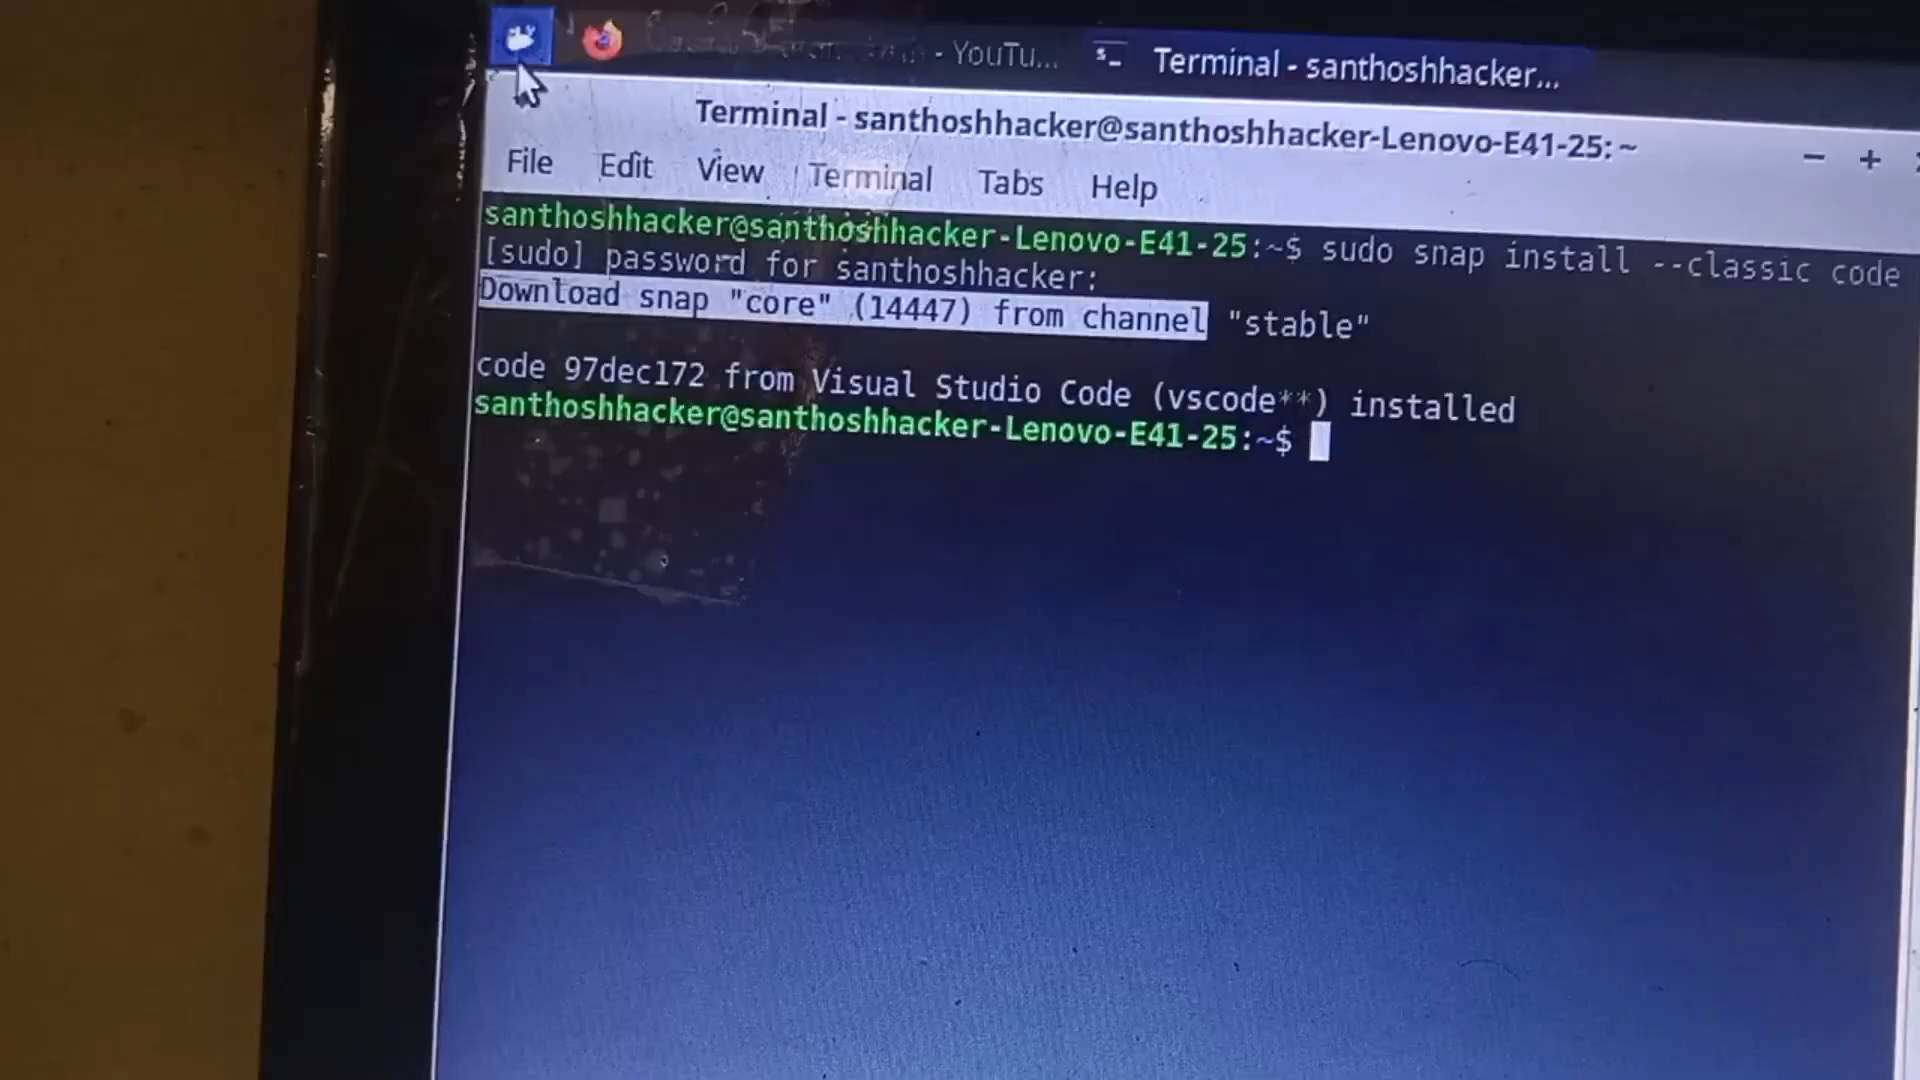 - YouTu...
Terminal - santhoshhacker...
Terminal - santhoshhacker@santhoshhacker-Lenovo-E41-25: ~
File Edit View Terminal Tabs Help
santhoshhacker@santhoshhacker-Lenovo-E41-25:~$ sudo snap install --classic code
[sudo] password for santhoshhacker:
Download snap "core" (14447) from channel "stable"
code 97dec172 from Visual Studio Code (vscode**) installed
santhoshhacker@santhoshhacker-Lenovo-E41-25:~$